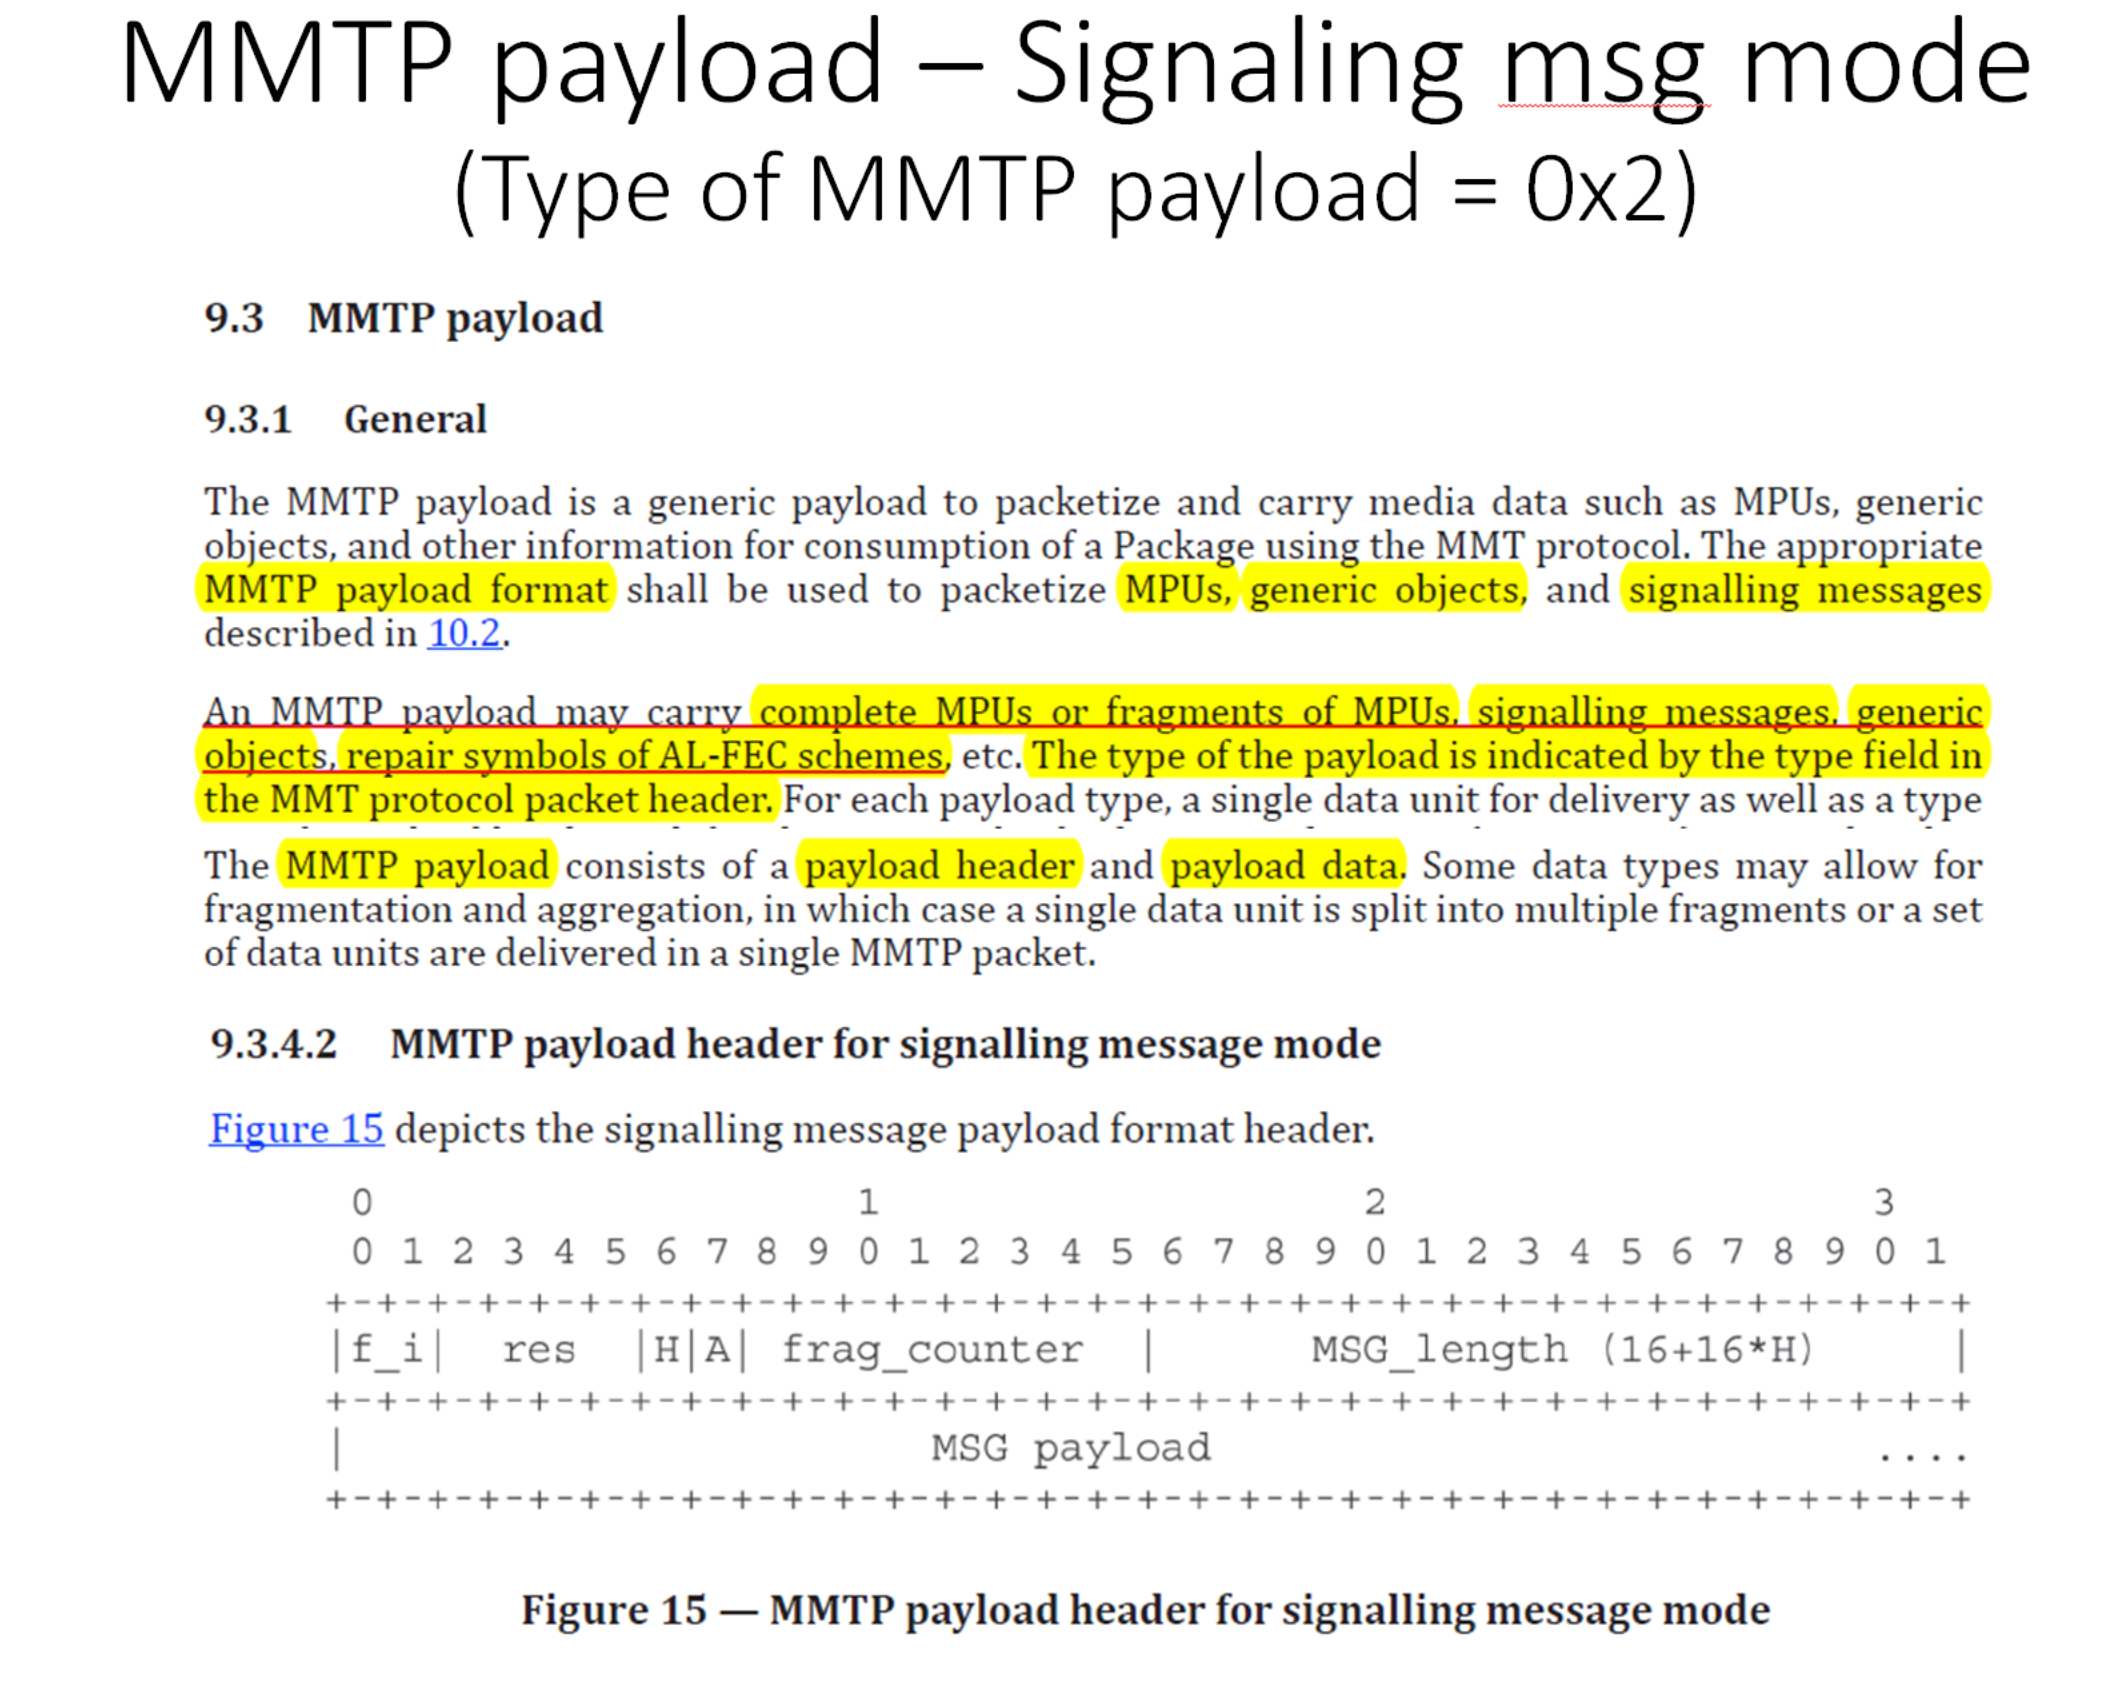 MMTP payload – Signaling msg mode
(Type of MMTP payload = 0x2)
9.3 MMTP payload
9.3.1 General
The MMTP payload is a generic payload to packetize and carry media data such as MPUs, generic
objects, and other information for consumption of a Package using the MMT protocol. The appropriate
MMTP payload format shall be used to packetize MPUs, generic objects, and signalling messages
described in 10.2.
An MMTP payload may carry complete MPUs or fragments of MPUs, signalling messages, generic
objects, repair symbols of AL-FEC schemes, etc. The type of the payload is indicated by the type field in
the MMT protocol packet header. For each payload type, a single data unit for delivery as well as a type
The MMTP payload consists of a payload header and payload data. Some data types may allow for
fragmentation and aggregation, in which case a single data unit is split into multiple fragments or a set
of data units are delivered in a single MMTP packet.
9.3.4.2 MMTP payload header for signalling message mode
Figure 15 depicts the signalling message payload format header.
0 1 2 3
0 1 2 3 4 5 6 7 8 9 0 1 2 3 4 5 6 7 8 9 0 1 2 3 4 5 6 7 8 9 0 1
+-+-+-+-+-+-+-+-+-+-+-+-+-+-+-+-+-+-+-+-+-+-+-+-+-+-+-+-+-+-+-+-+
|f_i| res |H|A| frag_counter | MSG_length (16+16*H) |
+-+-+-+-+-+-+-+-+-+-+-+-+-+-+-+-+-+-+-+-+-+-+-+-+-+-+-+-+-+-+-+-+
| MSG payload ....
+-+-+-+-+-+-+-+-+-+-+-+-+-+-+-+-+-+-+-+-+-+-+-+-+-+-+-+-+-+-+-+-+
Figure 15 — MMTP payload header for signalling message mode